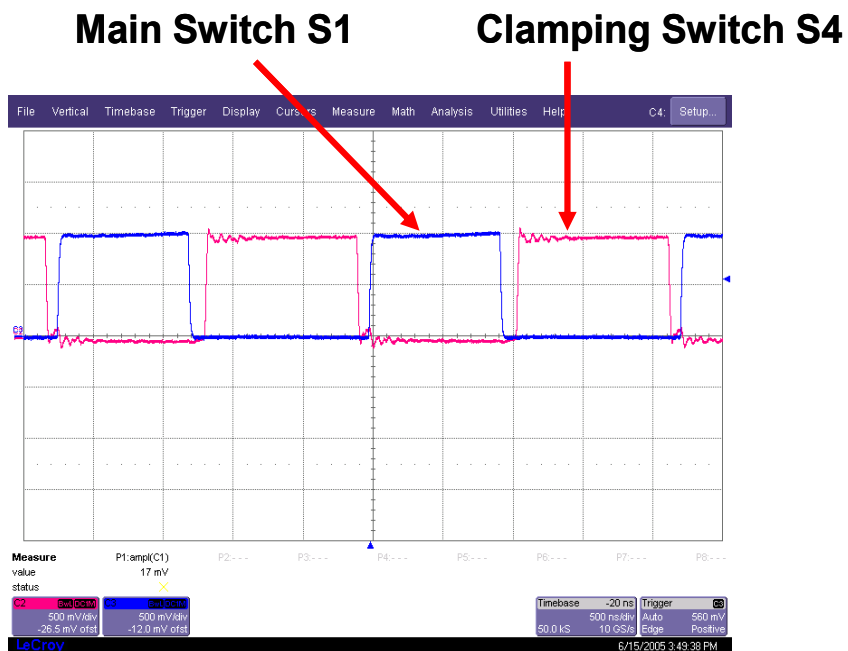 Main Switch S1 Clamping Switch S4
File Vertical Timebase Trigger Display Cursors Measure Math Analysis Utilities Help C4: Setup...
Measure P1:ampl(C1) P2:- - - P3:- - - P4:- - - P5:- - - P6:- - - P7:- - - P8:- - -
value 17 mV
status
C2 BwL DC1M Timebase -20 ns Trigger C3
500 mV/div 500 mV/div 500 ns/div Auto 560 mV
-26.5 mV ofst -12.0 mV ofst 50.0 kS 10 GS/s Edge Positive
LeCroy 6/15/2005 3:49:38 PM